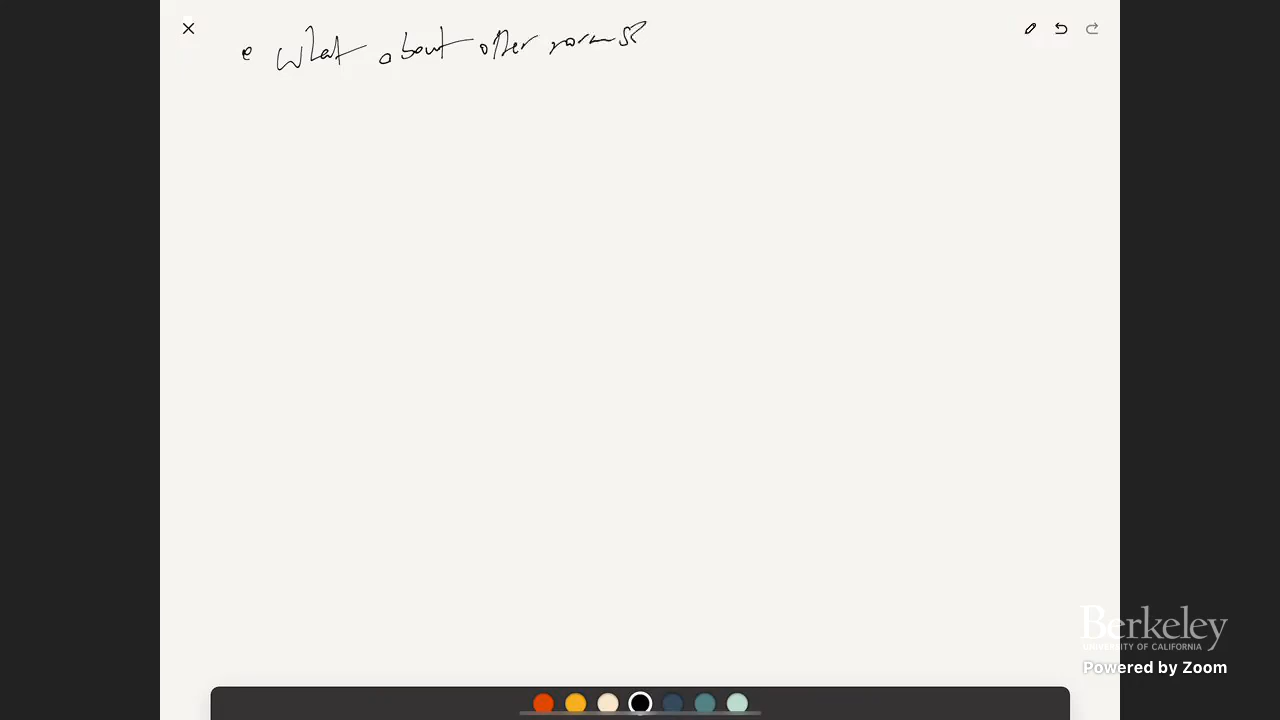 • What about other norms?
Berkeley
UNIVERSITY OF CALIFORNIA
Powered by Zoom